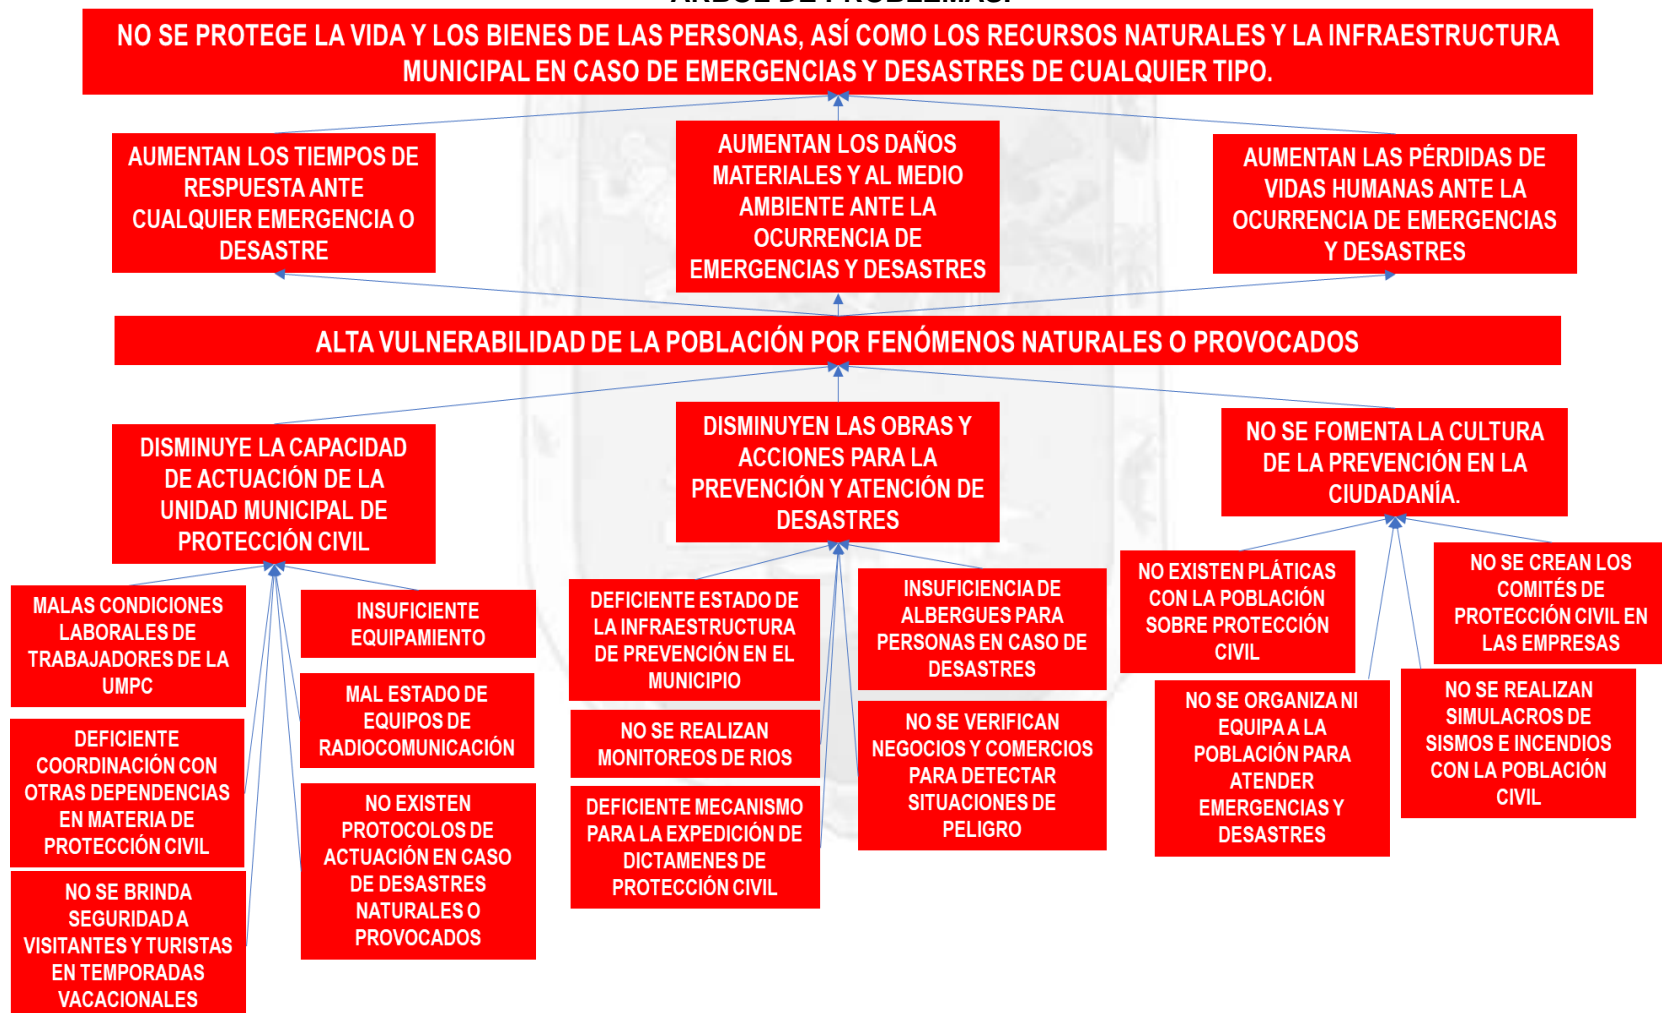 ÁRBOL DE PROBLEMAS.
NO SE PROTEGE LA VIDA Y LOS BIENES DE LAS PERSONAS, ASÍ COMO LOS RECURSOS NATURALES Y LA INFRAESTRUCTURA
MUNICIPAL EN CASO DE EMERGENCIAS Y DESASTRES DE CUALQUIER TIPO.
AUMENTAN LOS TIEMPOS DE
RESPUESTA ANTE
CUALQUIER EMERGENCIA O
DESASTRE
AUMENTAN LOS DAÑOS
MATERIALES Y AL MEDIO
AMBIENTE ANTE LA
OCURRENCIA DE
EMERGENCIAS Y DESASTRES
AUMENTAN LAS PÉRDIDAS DE
VIDAS HUMANAS ANTE LA
OCURRENCIA DE EMERGENCIAS
Y DESASTRES
ALTA VULNERABILIDAD DE LA POBLACIÓN POR FENÓMENOS NATURALES O PROVOCADOS
DISMINUYE LA CAPACIDAD
DE ACTUACIÓN DE LA
UNIDAD MUNICIPAL DE
PROTECCIÓN CIVIL
DISMINUYEN LAS OBRAS Y
ACCIONES PARA LA
PREVENCIÓN Y ATENCIÓN DE
DESASTRES
NO SE FOMENTA LA CULTURA
DE LA PREVENCIÓN EN LA
CIUDADANÍA.
MALAS CONDICIONES
LABORALES DE
TRABAJADORES DE LA
UMPC
INSUFICIENTE
EQUIPAMIENTO
DEFICIENTE
COORDINACIÓN CON
OTRAS DEPENDENCIAS
EN MATERIA DE
PROTECCIÓN CIVIL
MAL ESTADO DE
EQUIPOS DE
RADIOCOMUNICACIÓN
NO SE BRINDA
SEGURIDAD A
VISITANTES Y TURISTAS
EN TEMPORADAS
VACACIONALES
NO EXISTEN
PROTOCOLOS DE
ACTUACIÓN EN CASO
DE DESASTRES
NATURALES O
PROVOCADOS
DEFICIENTE ESTADO DE
LA INFRAESTRUCTURA
DE PREVENCIÓN EN EL
MUNICIPIO
INSUFICIENCIA DE
ALBERGUES PARA
PERSONAS EN CASO DE
DESASTRES
NO SE REALIZAN
MONITOREOS DE RIOS
NO SE VERIFICAN
NEGOCIOS Y COMERCIOS
PARA DETECTAR
SITUACIONES DE
PELIGRO
DEFICIENTE MECANISMO
PARA LA EXPEDICIÓN DE
DICTAMENES DE
PROTECCIÓN CIVIL
NO EXISTEN PLÁTICAS
CON LA POBLACIÓN
SOBRE PROTECCIÓN
CIVIL
NO SE CREAN LOS
COMITÉS DE
PROTECCIÓN CIVIL EN
LAS EMPRESAS
NO SE ORGANIZA NI
EQUIPA A LA
POBLACIÓN PARA
ATENDER
EMERGENCIAS Y
DESASTRES
NO SE REALIZAN
SIMULACROS DE
SISMOS E INCENDIOS
CON LA POBLACIÓN
CIVIL